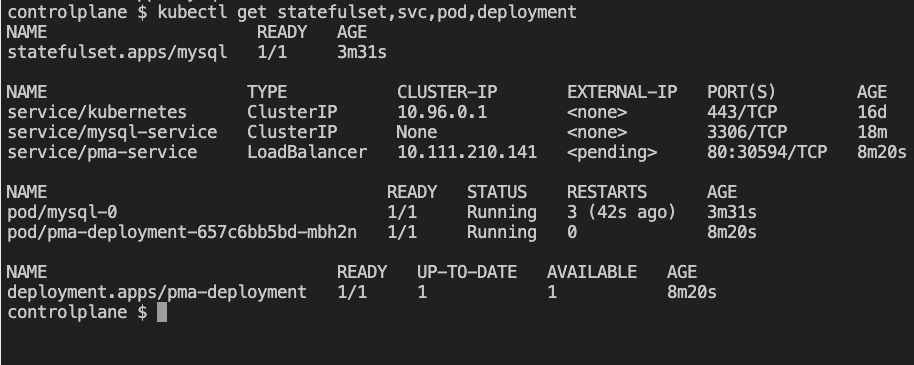 controlplane $ kubectl get statefulset,svc,pod,deployment
NAME                     READY   AGE
statefulset.apps/mysql   1/1     3m31s

NAME                    TYPE           CLUSTER-IP       EXTERNAL-IP   PORT(S)        AGE
service/kubernetes      ClusterIP      10.96.0.1        <none>        443/TCP        16d
service/mysql-service   ClusterIP      None             <none>        3306/TCP       18m
service/pma-service     LoadBalancer   10.111.210.141   <pending>     80:30594/TCP   8m20s

NAME                                  READY   STATUS    RESTARTS      AGE
pod/mysql-0                           1/1     Running   3 (42s ago)   3m31s
pod/pma-deployment-657c6bb5bd-mbh2n   1/1     Running   0             8m20s

NAME                             READY   UP-TO-DATE   AVAILABLE   AGE
deployment.apps/pma-deployment   1/1     1            1           8m20s
controlplane $